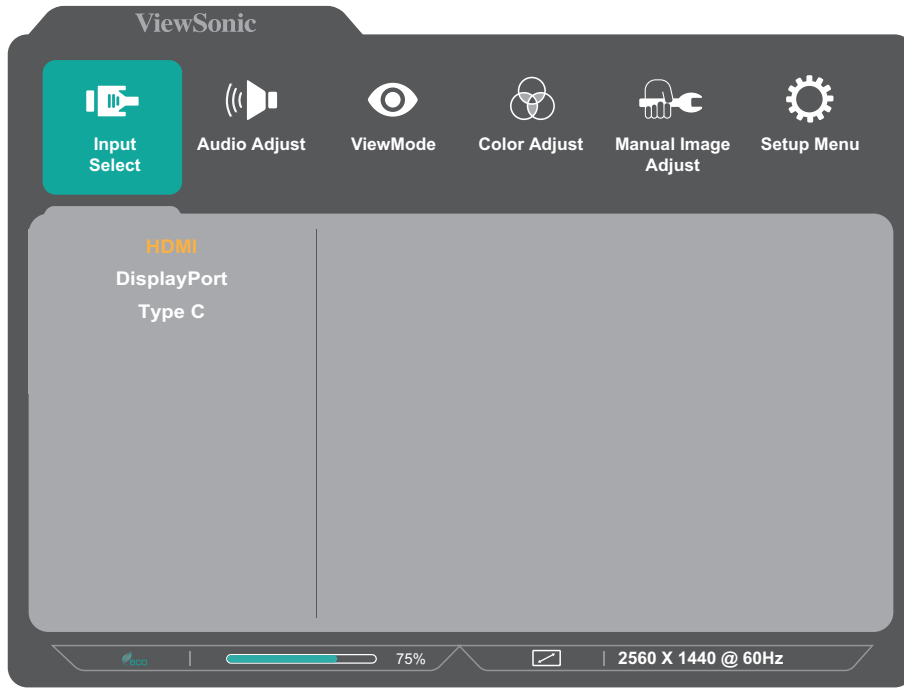 ViewSonic
Input
Select
Audio Adjust
ViewMode
Color Adjust
Manual Image
Adjust
Setup Menu
HDMI
DisplayPort
Type C
eco
75%
2560 X 1440 @ 60Hz